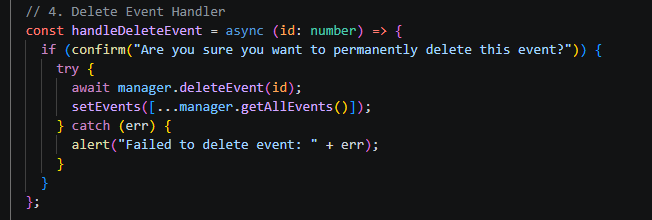 // 4. Delete Event Handler
const handleDeleteEvent = async (id: number) => {
  if (confirm("Are you sure you want to permanently delete this event?")) {
    try {
      await manager.deleteEvent(id);
      setEvents([...manager.getAllEvents()]);
    } catch (err) {
      alert("Failed to delete event: " + err);
    }
  }
};